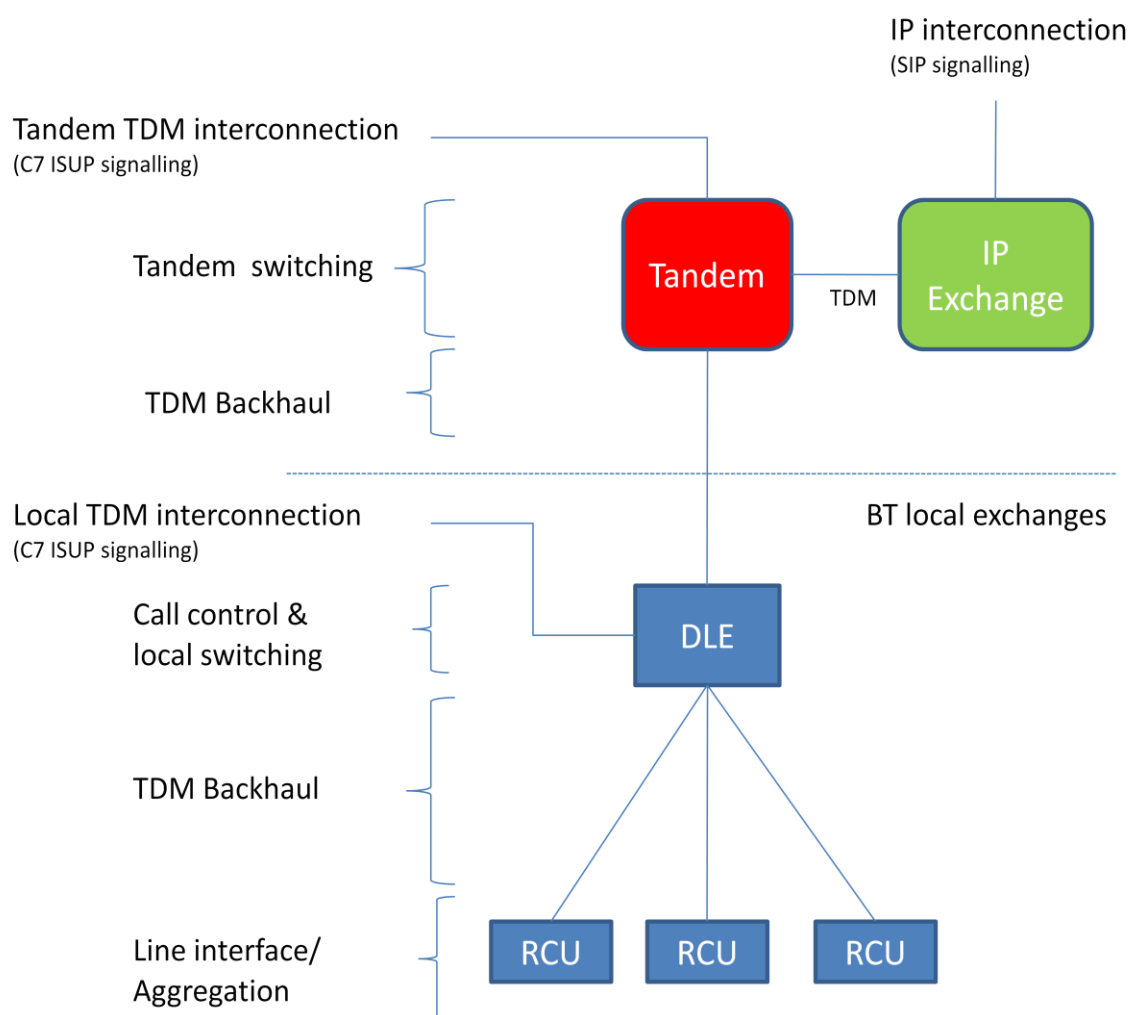 IP interconnection
(SIP signalling)
Tandem TDM interconnection
(C7 ISUP signalling)
Tandem switching
Tandem
TDM
IP
Exchange
TDM Backhaul
Local TDM interconnection
(C7 ISUP signalling)
BT local exchanges
Call control &
local switching
DLE
TDM Backhaul
Line interface/
Aggregation
RCU
RCU
RCU